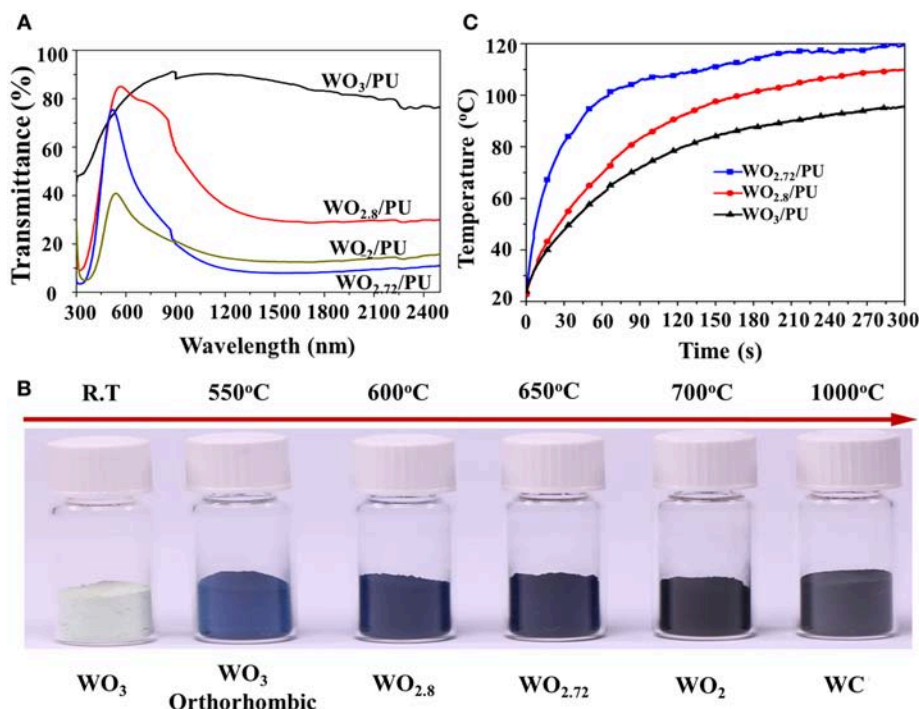 A
Transmittance (%)
100
80
60
40
20
0
WO₃/PU
WO₂.₈/PU
WO₂/PU
WO₂.₇₂/PU
300 600 900 1200 1500 1800 2100 2400
Wavelength (nm)
C
Temperature (°C)
120
100
80
60
40
20
WO₂.₇₂/PU
WO₂.₈/PU
WO₃/PU
0 30 60 90 120 150 180 210 240 270 300
Time (s)
B
R.T 550°C 600°C 650°C 700°C 1000°C
WO₃ WO₃ Orthorhombic WO₂.₈ WO₂.₇₂ WO₂ WC